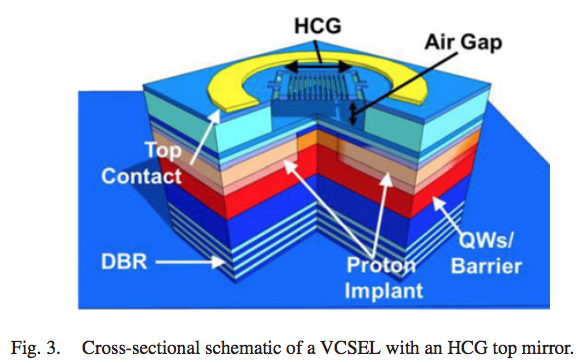 HCG
Air Gap
Top
Contact
DBR
Proton
Implant
QWs/
Barrier
Fig. 3. Cross-sectional schematic of a VCSEL with an HCG top mirror.